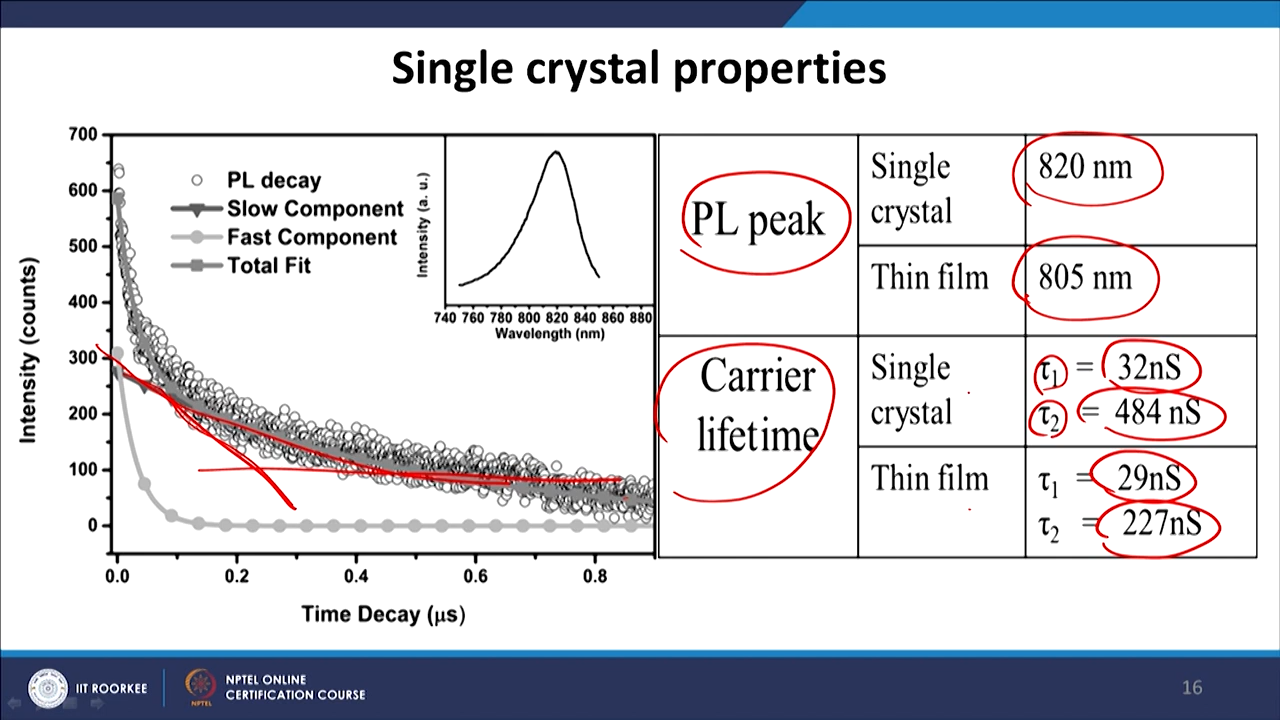 Single crystal properties
700
600
500
400
300
200
100
0
Intensity (counts)
PL decay
Slow Component
Fast Component
Total Fit
Intensity (a. u.)
740 760 780 800 820 840 860 880
Wavelength (nm)
0.0 0.2 0.4 0.6 0.8
Time Decay (μs)
PL peak
Single
crystal
820 nm
Thin film
805 nm
Carrier
lifetime
Single
crystal
τ1 = 32nS
τ2 = 484 nS
Thin film
τ1 = 29nS
τ2 = 227nS
IIT ROORKEE
NPTEL
NPTEL ONLINE
CERTIFICATION COURSE
16